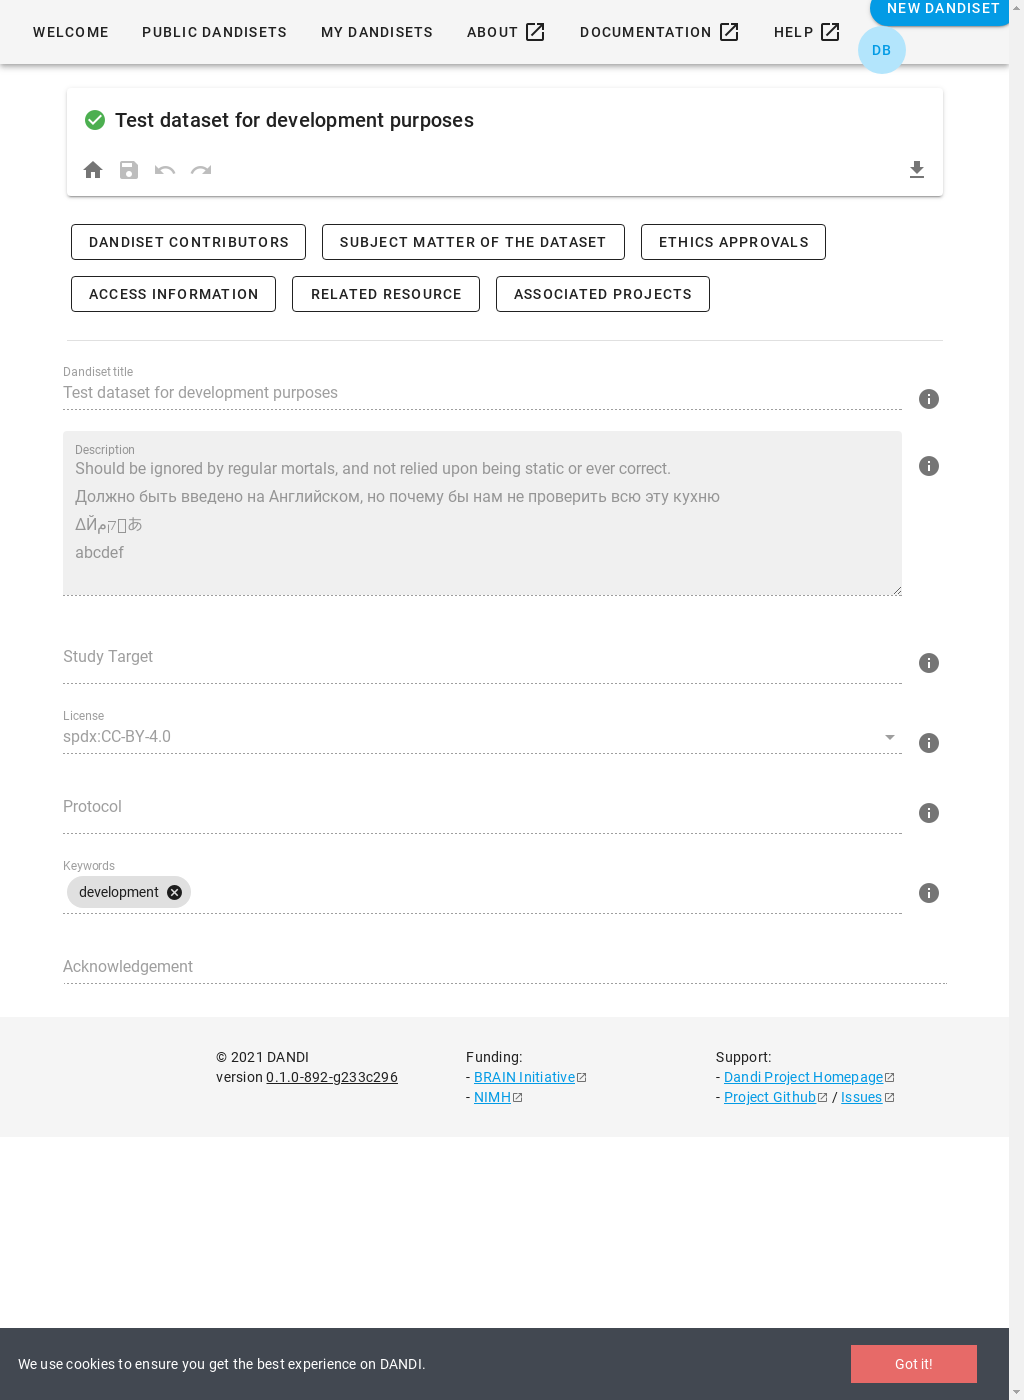 NEW DANDISET
WELCOME PUBLIC DANDISETS MY DANDISETS ABOUT DOCUMENTATION HELP
DB
Test dataset for development purposes
DANDISET CONTRIBUTORS SUBJECT MATTER OF THE DATASET ETHICS APPROVALS
ACCESS INFORMATION RELATED RESOURCE ASSOCIATED PROJECTS
Dandiset title
Test dataset for development purposes
Description
Should be ignored by regular mortals, and not relied upon being static or ever correct.
Должно быть введено на Английском, но почему бы нам не проверить всю эту кухню
abcdef
Study Target
License
spdx:CC-BY-4.0
Protocol
Keywords
development
Acknowledgement
© 2021 DANDI Funding: Support:
version 0.1.0-892-g233c296 - BRAIN Initiative - Dandi Project Homepage
- NIMH - Project Github / Issues
We use cookies to ensure you get the best experience on DANDI. Got it!